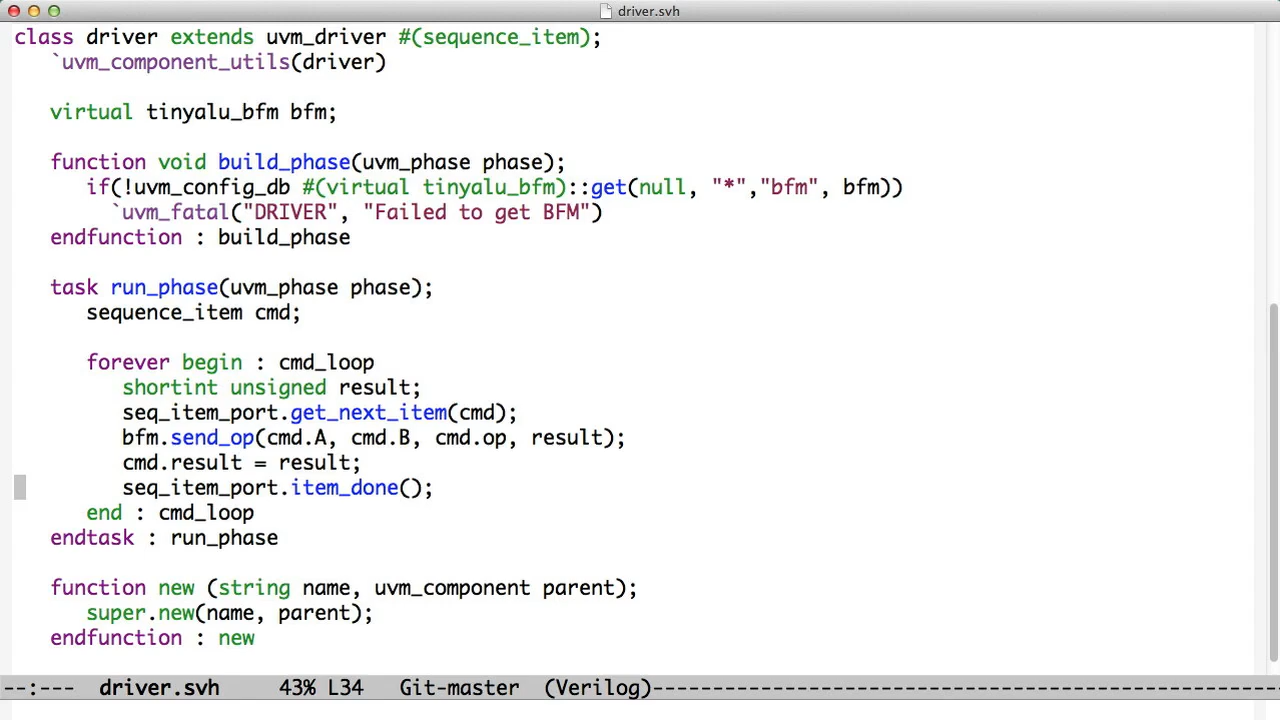 driver.svh
class driver extends uvm_driver #(sequence_item);
   `uvm_component_utils(driver)
   virtual tinyalu_bfm bfm;
   function void build_phase(uvm_phase phase);
      if(!uvm_config_db #(virtual tinyalu_bfm)::get(null, "*","bfm", bfm))
        `uvm_fatal("DRIVER", "Failed to get BFM")
   endfunction : build_phase
   task run_phase(uvm_phase phase);
      sequence_item cmd;
      forever begin : cmd_loop
         shortint unsigned result;
         seq_item_port.get_next_item(cmd);
         bfm.send_op(cmd.A, cmd.B, cmd.op, result);
         cmd.result = result;
         seq_item_port.item_done();
      end : cmd_loop
   endtask : run_phase
   function new (string name, uvm_component parent);
      super.new(name, parent);
   endfunction : new
--:---  driver.svh     43% L34   Git-master  (Verilog)----------------------------------------------------